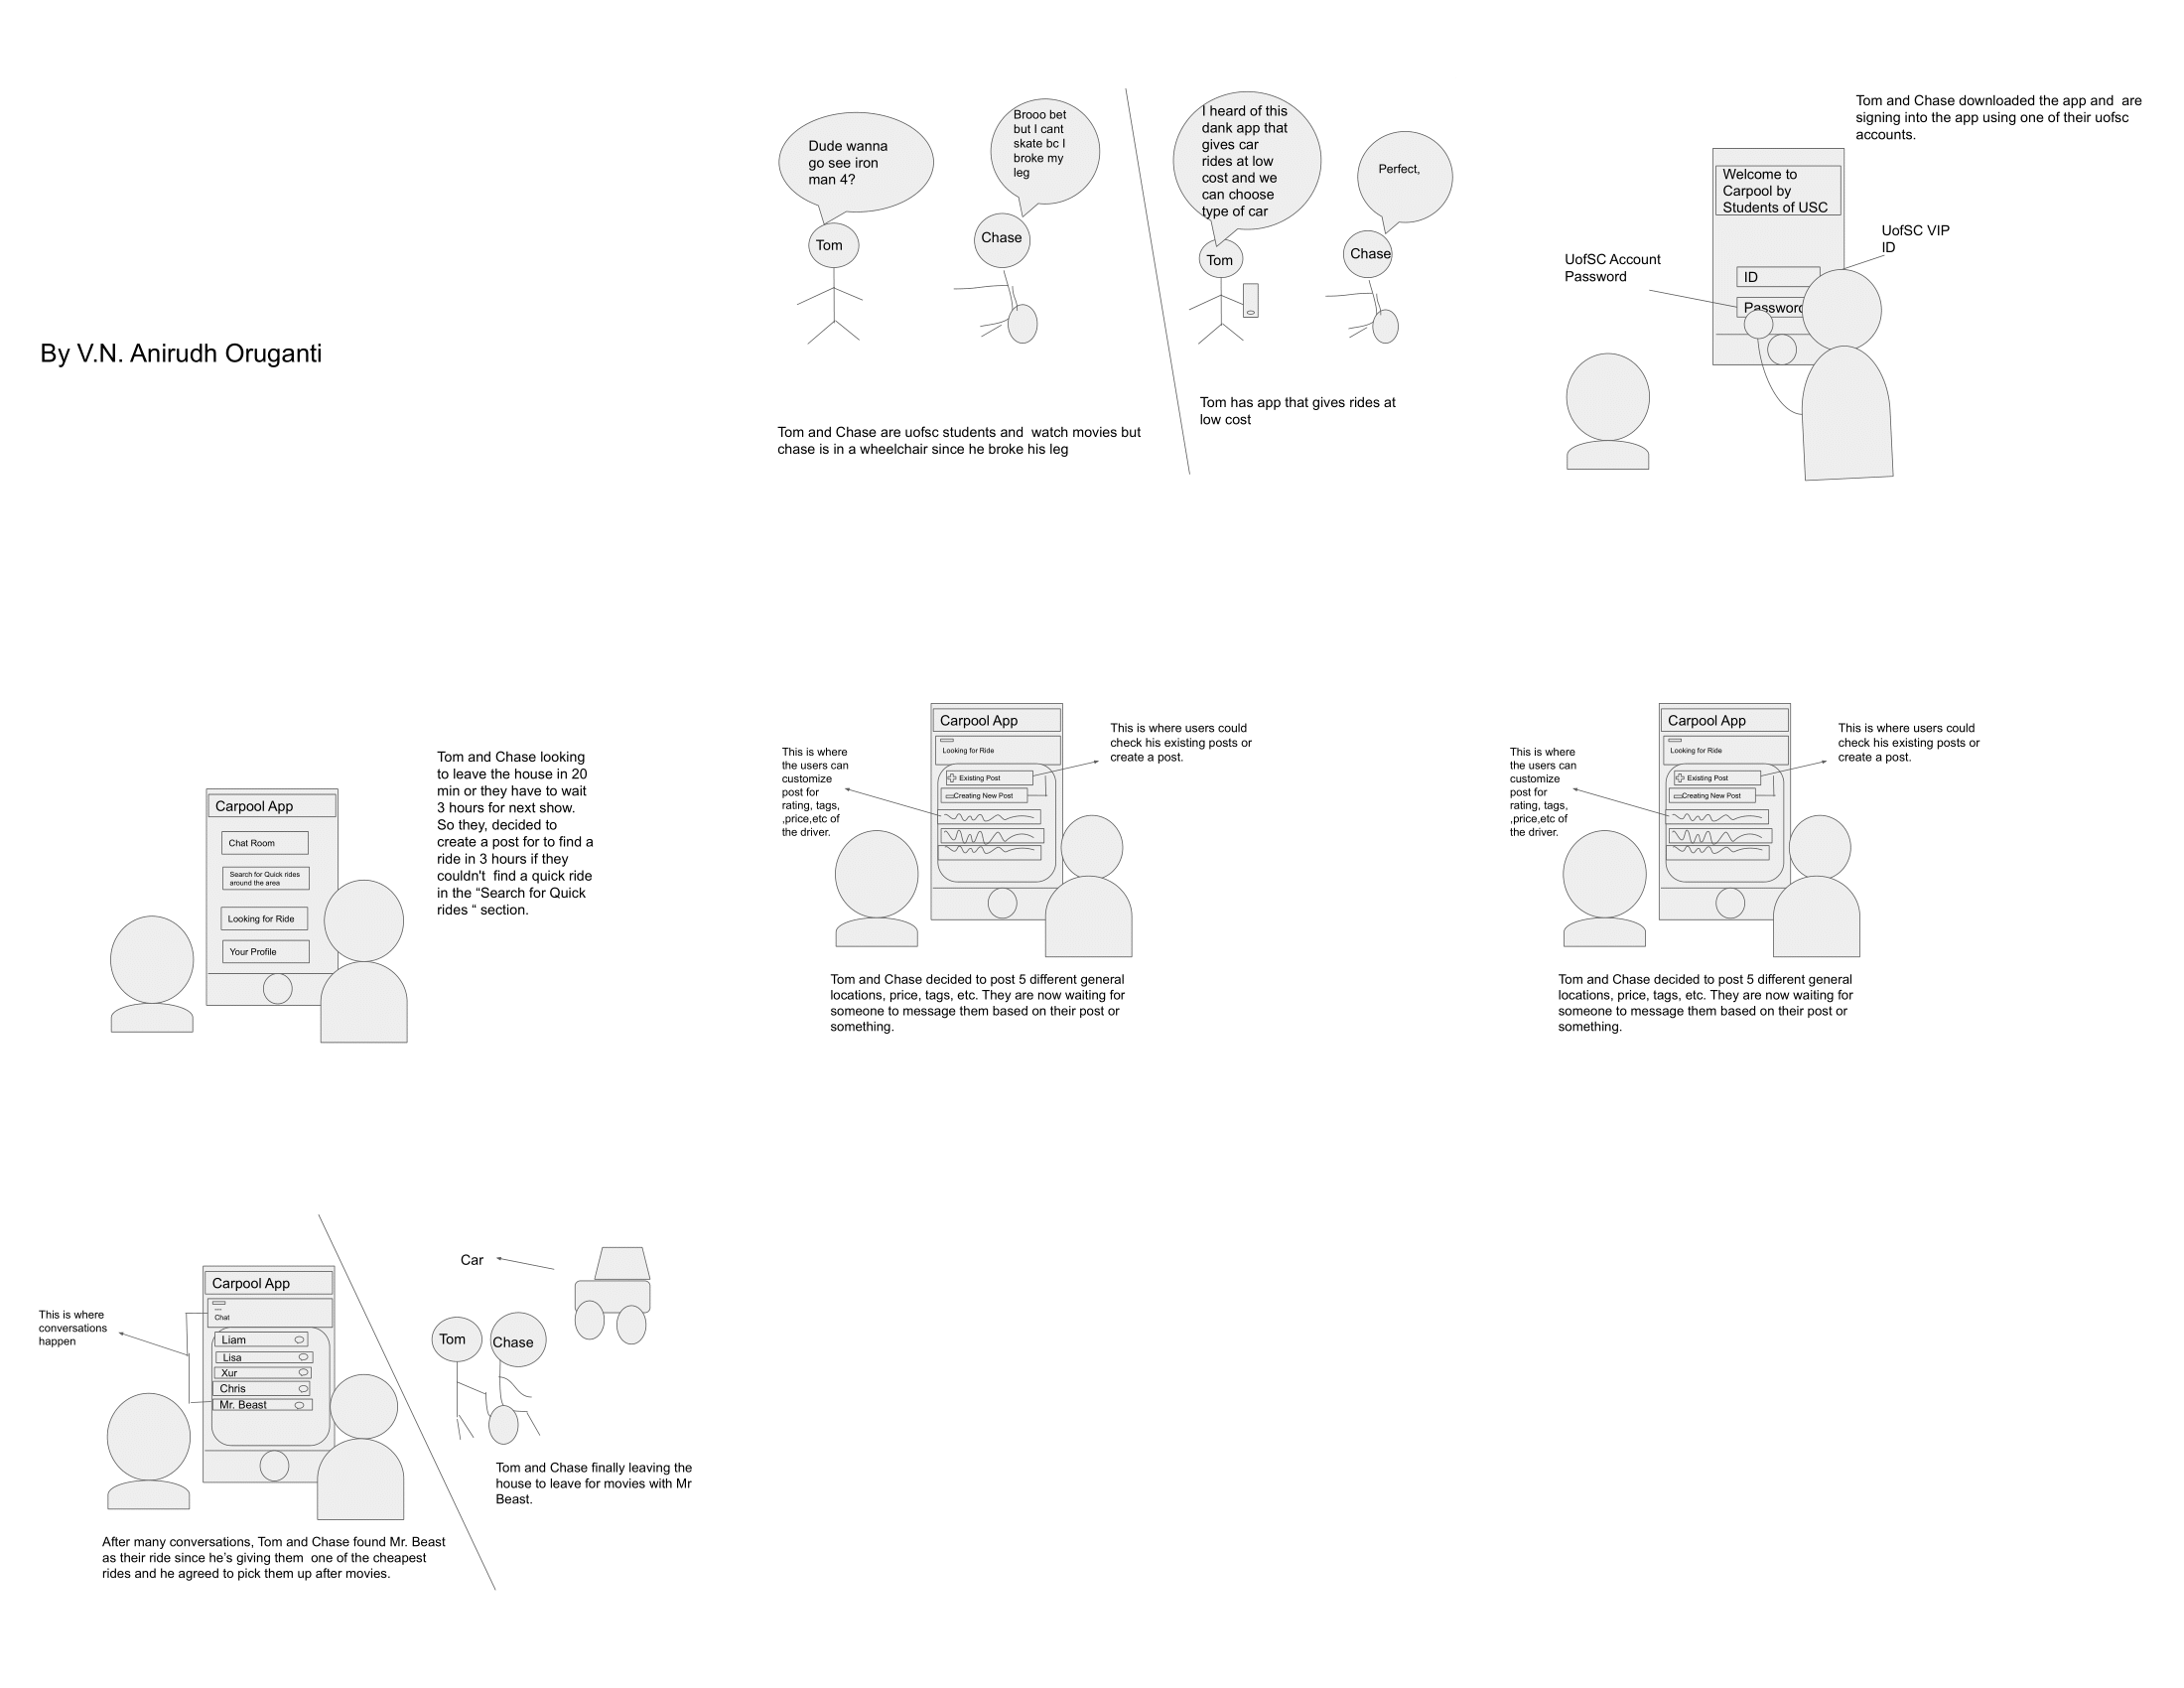 By V.N. Anirudh Oruganti
Dude wanna
go see iron
man 4?
Tom
Brooo bet
but I cant
skate bc I
broke my
leg
Chase
Tom and Chase are uofsc students and  watch movies but
chase is in a wheelchair since he broke his leg
I heard of this
dank app that
gives car
rides at low
cost and we
can choose
type of car
Tom
Perfect,
Chase
Tom has app that gives rides at
low cost
Tom and Chase downloaded the app and  are
signing into the app using one of their uofsc
accounts.
Welcome to
Carpool by
Students of USC
UofSC VIP
ID
UofSC Account
Password
ID
Password
Carpool App
Chat Room
Search for Quick rides
around the area
Looking for Ride
Your Profile
Tom and Chase looking
to leave the house in 20
min or they have to wait
3 hours for next show.
So they, decided to
create a post for to find a
ride in 3 hours if they
couldn't  find a quick ride
in the “Search for Quick
rides “ section.
Carpool App
Looking for Ride
Existing Post
Creating New Post
This is where
the users can
customize
post for
rating, tags,
,price,etc of
the driver.
This is where users could
check his existing posts or
create a post.
Tom and Chase decided to post 5 different general
locations, price, tags, etc. They are now waiting for
someone to message them based on their post or
something.
Carpool App
Looking for Ride
Existing Post
Creating New Post
This is where
the users can
customize
post for
rating, tags,
,price,etc of
the driver.
This is where users could
check his existing posts or
create a post.
Tom and Chase decided to post 5 different general
locations, price, tags, etc. They are now waiting for
someone to message them based on their post or
something.
Carpool App
Chat
Liam
Lisa
Xur
Chris
Mr. Beast
This is where
conversations
happen
After many conversations, Tom and Chase found Mr. Beast
as their ride since he’s giving them  one of the cheapest
rides and he agreed to pick them up after movies.
Car
Tom
Chase
Tom and Chase finally leaving the
house to leave for movies with Mr
Beast.